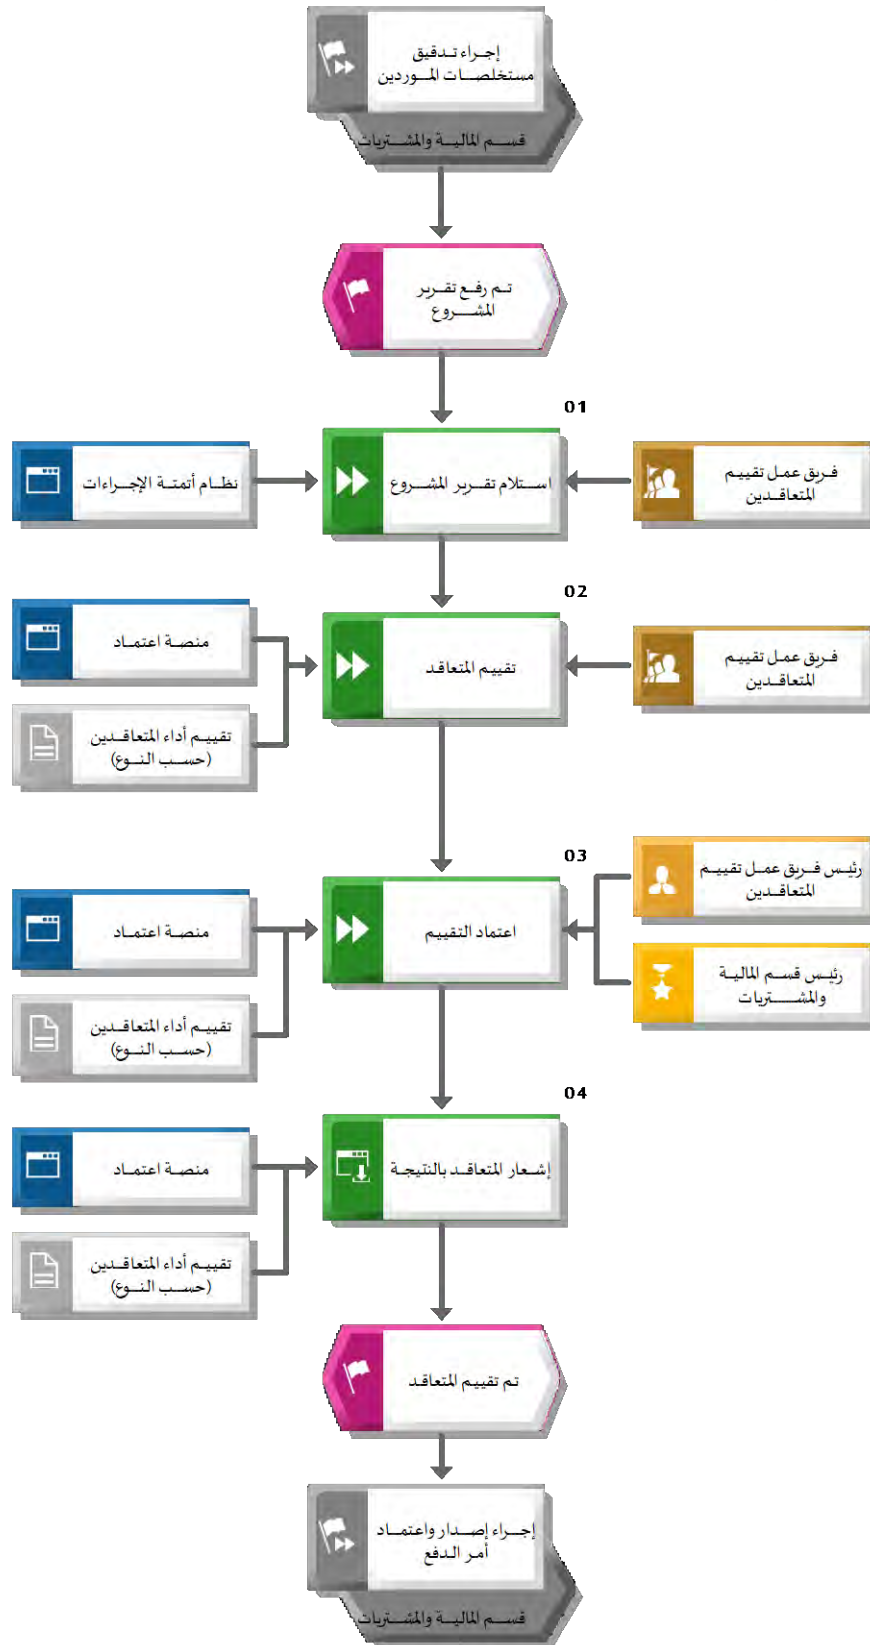 إجراء تدقيق
مستخلصات الموردين
قسم المالية والمشتريات
تم رفع تقرير
المشروع
01
فريق عمل تقييم
المتعاقدين
استلام تقرير المشروع
نظام أتمتة الإجراءات
02
فريق عمل تقييم
المتعاقدين
تقييم المتعاقد
منصة اعتماد
تقييم أداء المتعاقدين
(حسب النوع)
03
رئيس فريق عمل تقييم
المتعاقدين
رئيس قسم المالية
والمشتريات
اعتماد التقييم
منصة اعتماد
تقييم أداء المتعاقدين
(حسب النوع)
04
إشعار المتعاقد بالنتيجة
منصة اعتماد
تقييم أداء المتعاقدين
(حسب النوع)
تم تقييم المتعاقد
إجراء إصدار واعتماد
أمر الدفع
قسم المالية والمشتريات